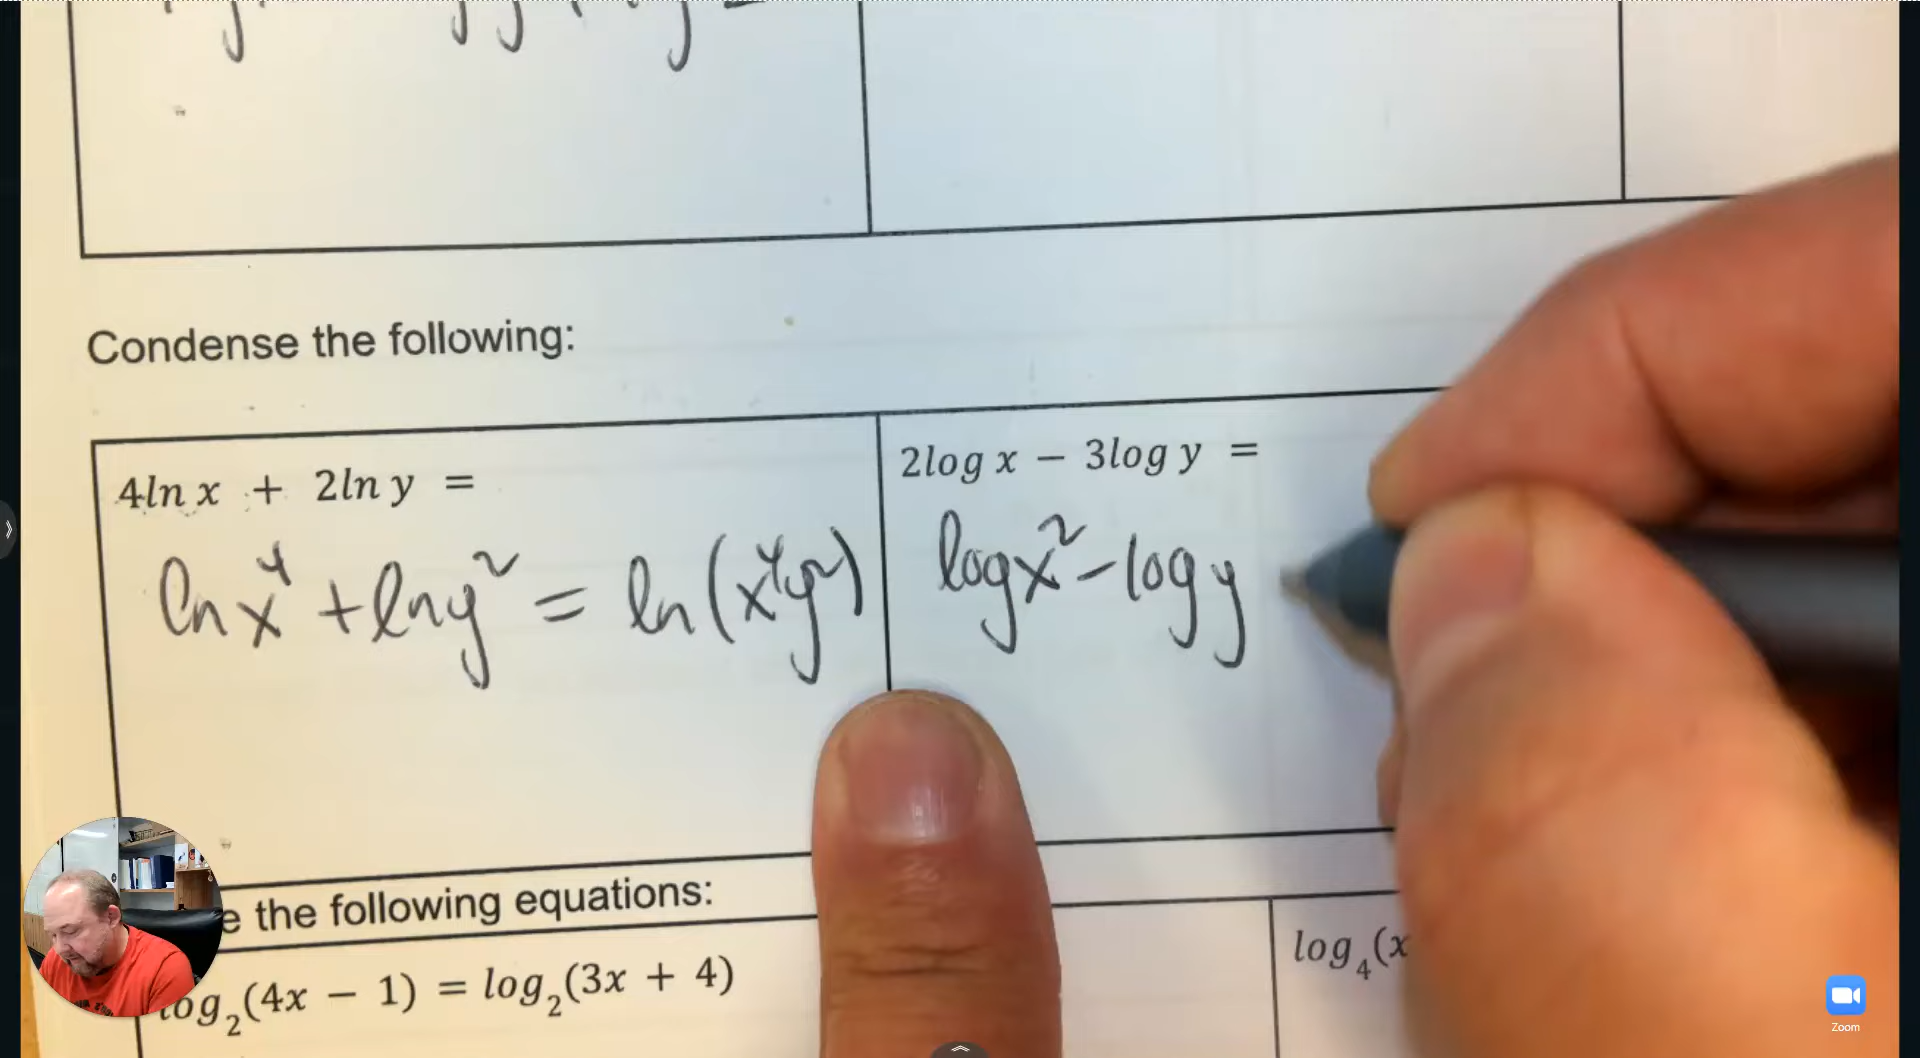 Condense the following:
4ln x + 2ln y =
2log x − 3log y =
ln x⁴ + ln y² = ln (x⁴y²)
log x² − log y
the following equations:
log₂(4x − 1) = log₂(3x + 4)
log₄(x
Zoom